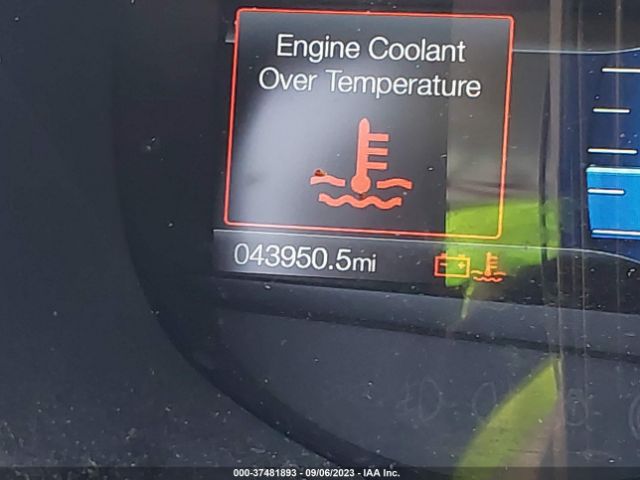 Engine Coolant
Over Temperature
043950.5mi
000-37481893 - 09/06/2023 - IAA Inc.